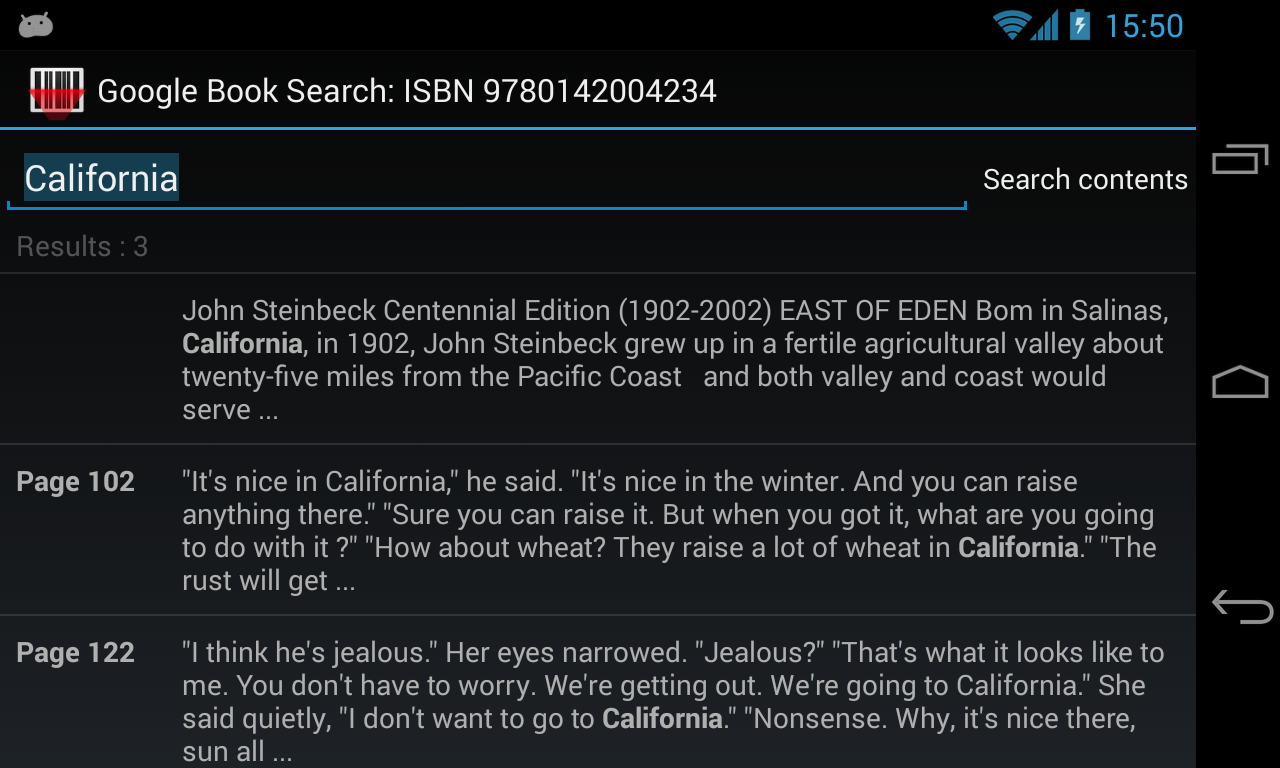 15:50
Google Book Search: ISBN 9780142004234
California
Search contents
Results : 3
John Steinbeck Centennial Edition (1902-2002) EAST OF EDEN Bom in Salinas,
California, in 1902, John Steinbeck grew up in a fertile agricultural valley about
twenty-five miles from the Pacific Coast   and both valley and coast would
serve ...
Page 102
"It's nice in California," he said. "It's nice in the winter. And you can raise
anything there." "Sure you can raise it. But when you got it, what are you going
to do with it ?" "How about wheat? They raise a lot of wheat in California." "The
rust will get ...
Page 122
"I think he's jealous." Her eyes narrowed. "Jealous?" "That's what it looks like to
me. You don't have to worry. We're getting out. We're going to California." She
said quietly, "I don't want to go to California." "Nonsense. Why, it's nice there,
sun all ...